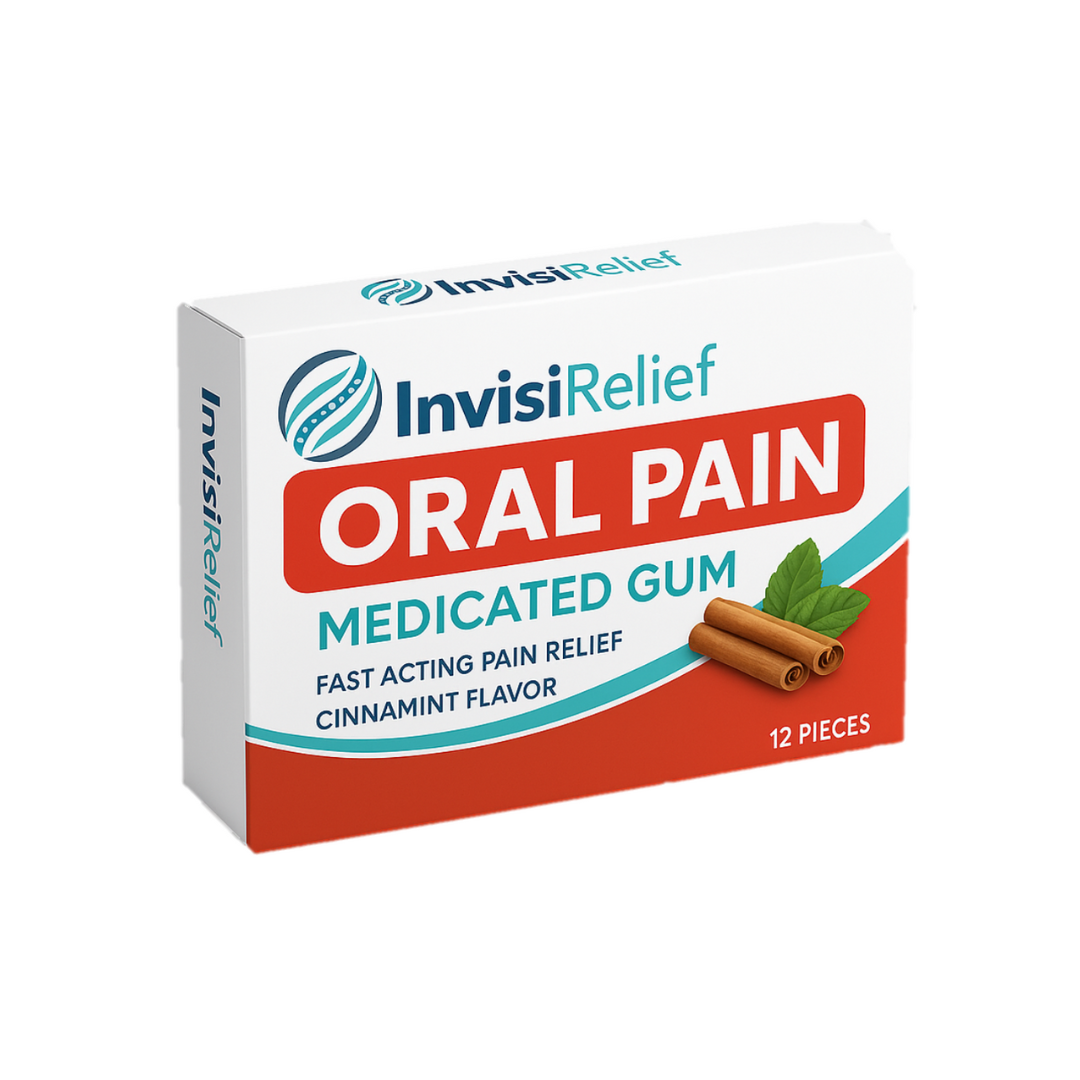 InvisiRelief
InvisiRelief
InvisiRelief
ORAL PAIN
MEDICATED GUM
FAST ACTING PAIN RELIEF
CINNAMINT FLAVOR
12 PIECES